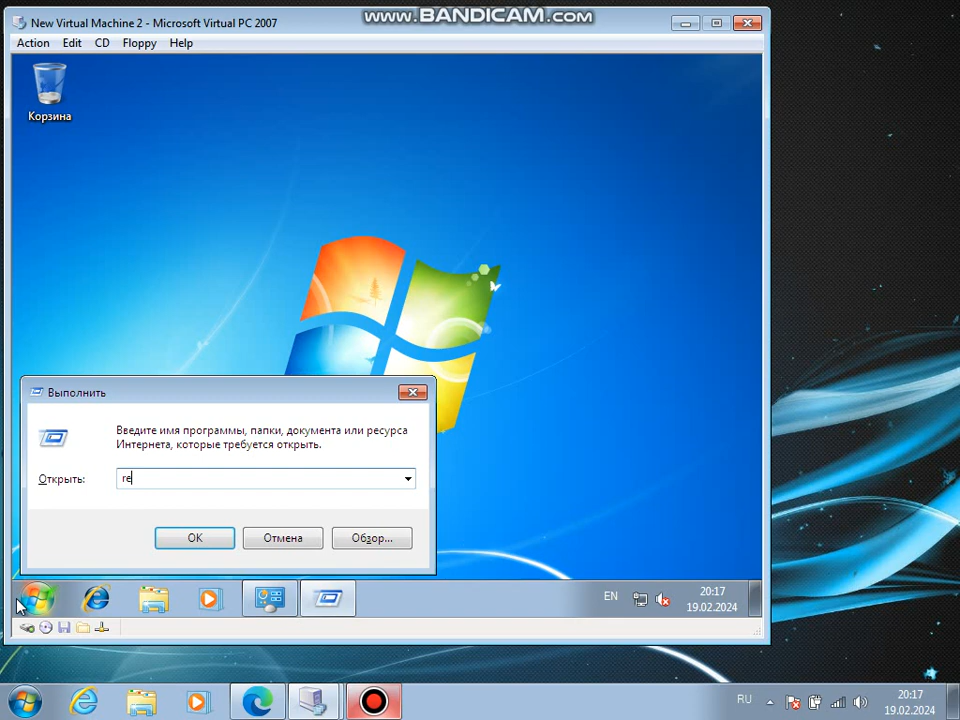 New Virtual Machine 2 - Microsoft Virtual PC 2007
www.BANDICAM.com
Action Edit CD Floppy Help
Корзина
Выполнить
Введите имя программы, папки, документа или ресурса
Интернета, которые требуется открыть.
Открыть: re
ОК Отмена Обзор...
EN
20:17
19.02.2024
RU
20:17
19.02.2024